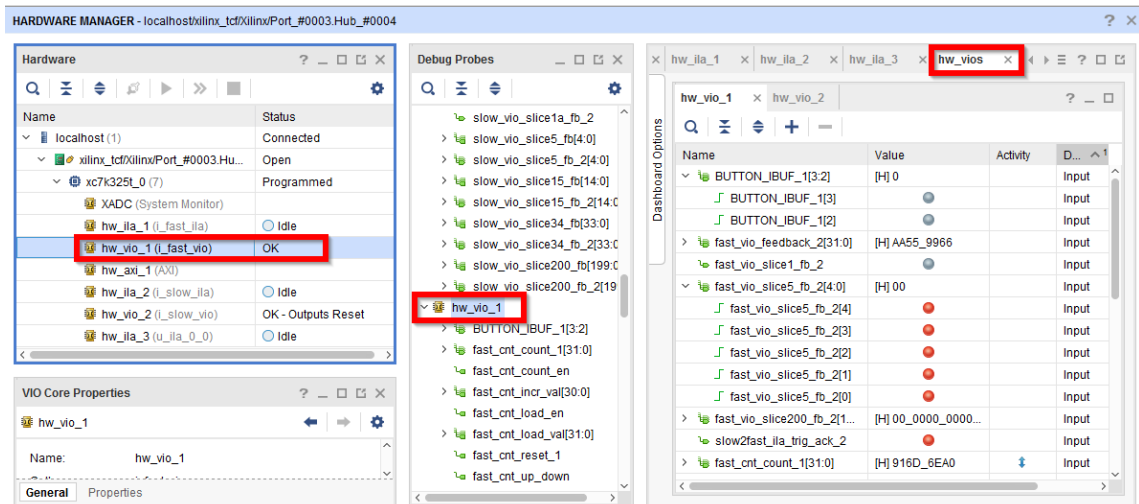 HARDWARE MANAGER - localhost/xilinx_tcf/Xilinx/Port_#0003.Hub_#0004
Hardware
Name Status
localhost (1) Connected
xilinx_tcf/Xilinx/Port_#0003.Hu... Open
xc7k325t_0 (7) Programmed
XADC (System Monitor)
hw_ila_1 (i_fast_ila) Idle
hw_vio_1 (i_fast_vio) OK
hw_axi_1 (AXI)
hw_ila_2 (i_slow_ila) Idle
hw_vio_2 (i_slow_vio) OK - Outputs Reset
hw_ila_3 (u_ila_0_0) Idle
VIO Core Properties
hw_vio_1
Name: hw_vio_1
General Properties
Debug Probes
slow_vio_slice1a_fb_2
slow_vio_slice5_fb[4:0]
slow_vio_slice5_fb_2[4:0]
slow_vio_slice15_fb[14:0]
slow_vio_slice15_fb_2[14:0
slow_vio_slice34_fb[33:0]
slow_vio_slice34_fb_2[33:0
slow_vio_slice200_fb[199:0
slow_vio_slice200_fb_2[19
hw_vio_1
BUTTON_IBUF_1[3:2]
fast_cnt_count_1[31:0]
fast_cnt_count_en
fast_cnt_incr_val[30:0]
fast_cnt_load_en
fast_cnt_load_val[31:0]
fast_cnt_reset_1
fast_cnt_up_down
hw_ila_1 hw_ila_2 hw_ila_3 hw_vios
Dashboard Options
hw_vio_1 hw_vio_2
Name Value Activity D... 1
BUTTON_IBUF_1[3:2] [H] 0 Input
BUTTON_IBUF_1[3] Input
BUTTON_IBUF_1[2] Input
fast_vio_feedback_2[31:0] [H] AA55_9966 Input
fast_vio_slice1_fb_2 Input
fast_vio_slice5_fb_2[4:0] [H] 00 Input
fast_vio_slice5_fb_2[4] Input
fast_vio_slice5_fb_2[3] Input
fast_vio_slice5_fb_2[2] Input
fast_vio_slice5_fb_2[1] Input
fast_vio_slice5_fb_2[0] Input
fast_vio_slice200_fb_2[1... [H] 00_0000_0000... Input
slow2fast_ila_trig_ack_2 Input
fast_cnt_count_1[31:0] [H] 916D_6EA0 Input